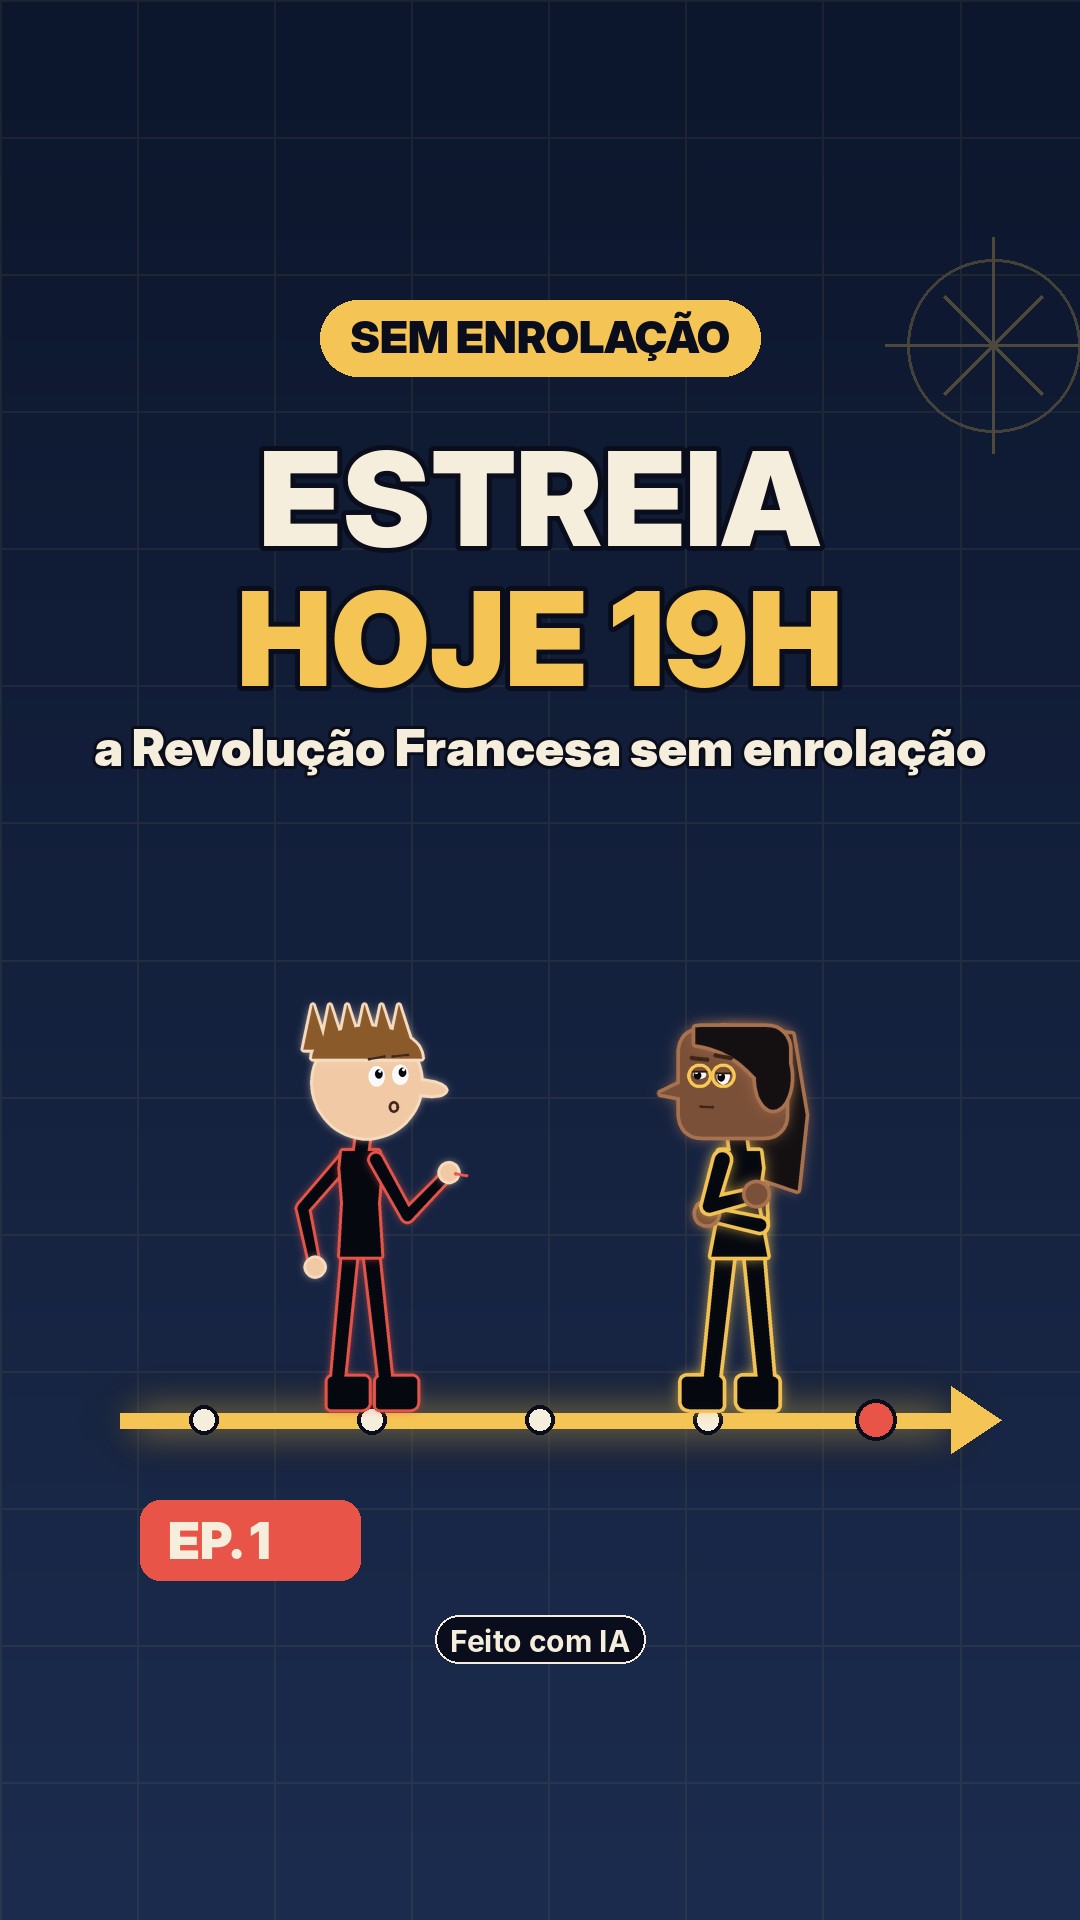 SEM ENROLAÇÃO
ESTREIA
HOJE 19H
a Revolução Francesa sem enrolação
EP. 1
Feito com IA